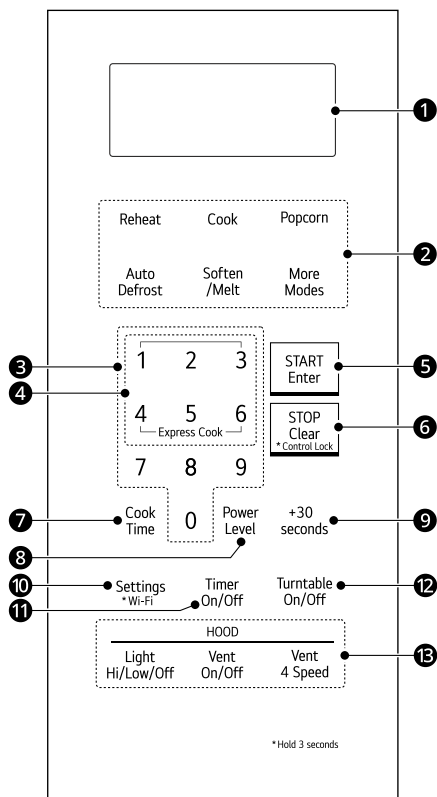 1
Reheat Cook Popcorn
2
Auto Defrost Soften /Melt More Modes
3
1 2 3
START Enter
5
4
4 5 6
Express Cook
STOP Clear
*Control Lock
6
7 8 9
7
Cook Time
0
Power Level
+30 seconds
9
8
10
Settings
*Wi-Fi
Timer On/Off
Turntable On/Off
12
11
HOOD
13
Light Hi/Low/Off
Vent On/Off
Vent 4 Speed
*Hold 3 seconds